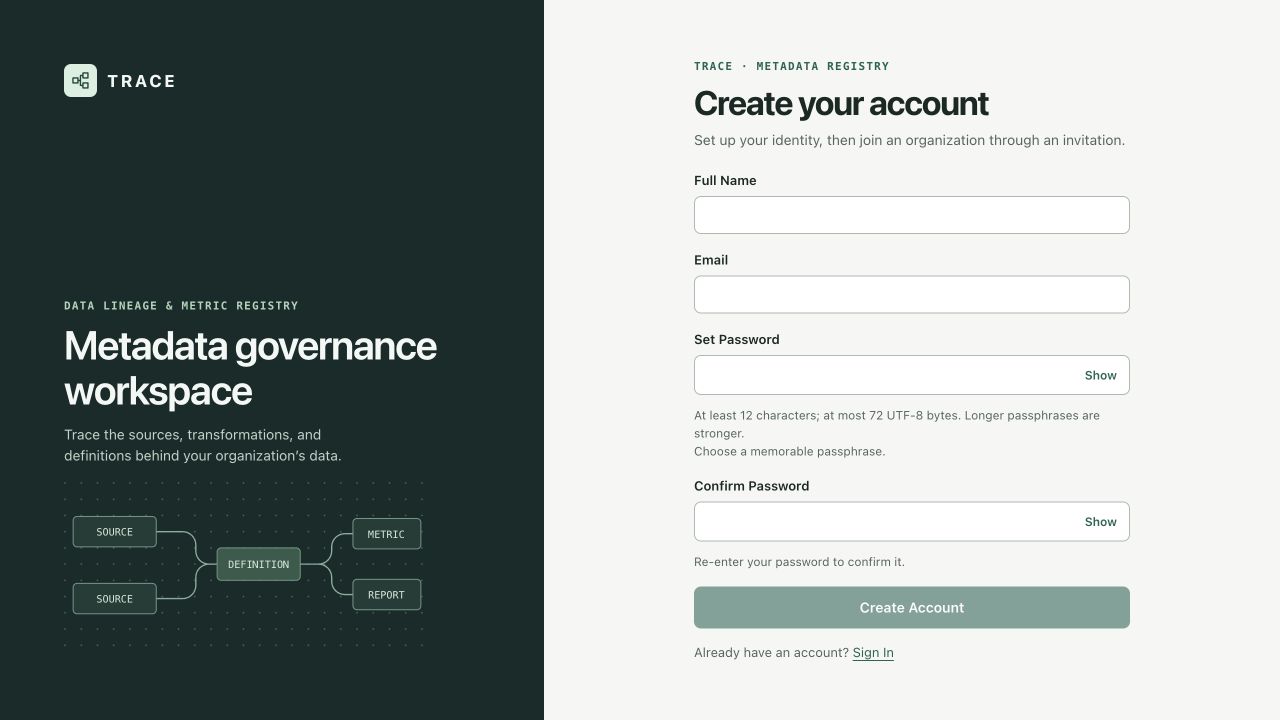 TRACE
DATA LINEAGE & METRIC REGISTRY
Metadata governance
workspace
Trace the sources, transformations, and
definitions behind your organization’s data.
SOURCE
SOURCE
DEFINITION
METRIC
REPORT
TRACE · METADATA REGISTRY
Create your account
Set up your identity, then join an organization through an invitation.
Full Name
Email
Set Password
Show
At least 12 characters; at most 72 UTF-8 bytes. Longer passphrases are
stronger.
Choose a memorable passphrase.
Confirm Password
Show
Re-enter your password to confirm it.
Create Account
Already have an account? Sign In